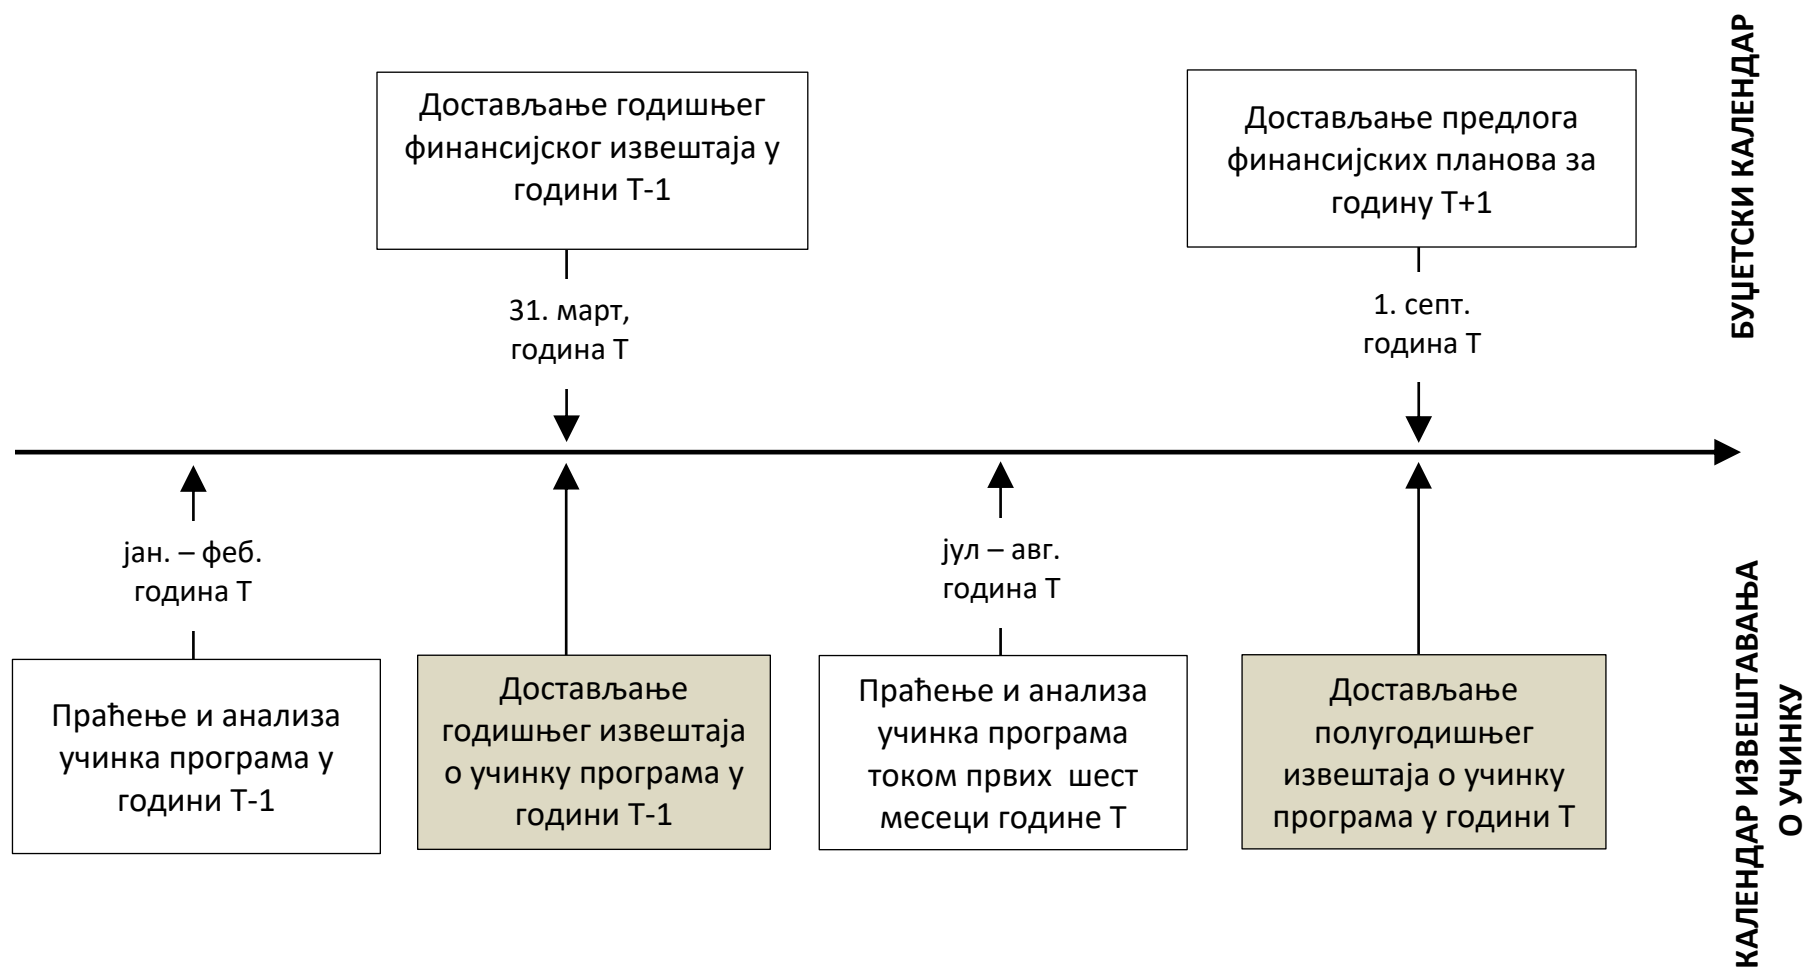 БУЏЕТСКИ КАЛЕНДАР
Достављање годишњег
финансијског извештаја у
години Т-1
Достављање предлога
финансијских планова за
годину Т+1
31. март,
година Т
1. септ.
година Т
јан. – феб.
година Т
јул – авг.
година Т
Праћење и анализа
учинка програма у
години Т-1
Достављање
годишњег извештаја
о учинку програма у
години Т-1
Праћење и анализа
учинка програма
током првих шест
месеци године Т
Достављање
полугодишњег
извештаја о учинку
програма у години Т
КАЛЕНДАР ИЗВЕШТАВАЊА
О УЧИНКУ